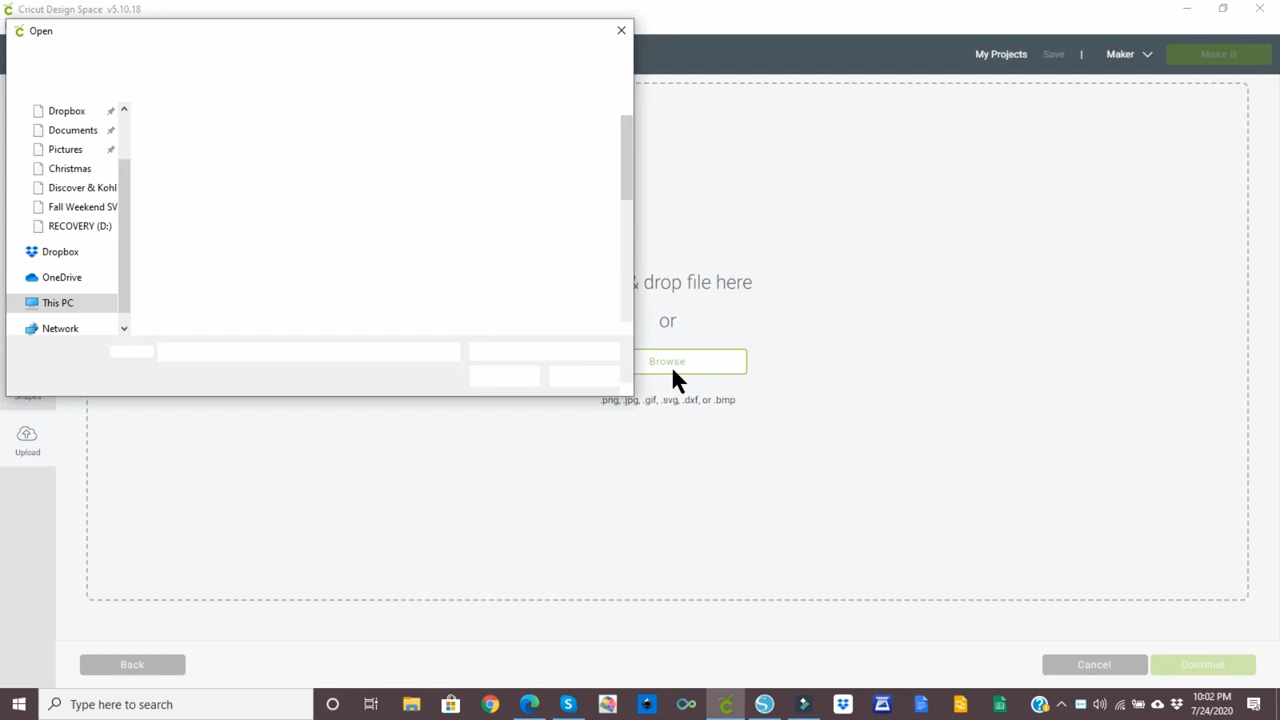 Cricut Design Space v5.10.18
Open
My Projects Save | Maker Make It
Dropbox
Documents
Pictures
Christmas
Discover & Kohl
Fall Weekend SV
RECOVERY (D:)
Dropbox
OneDrive
This PC
Network
& drop file here
or
Browse
.png, .jpg, .gif, .svg, .dxf, or .bmp
Shapes
Upload
Back
Cancel
Continue
Type here to search
10:02 PM
7/24/2020